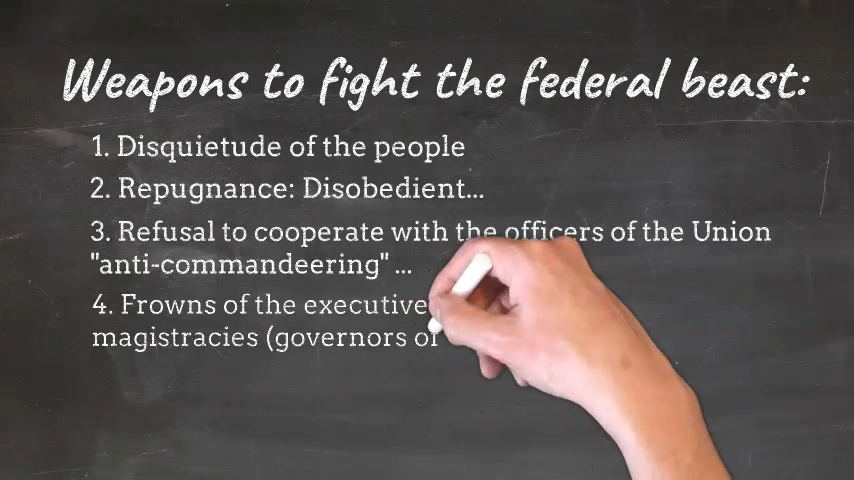 Weapons to fight the federal beast:
1. Disquietude of the people
2. Repugnance: Disobedient...
3. Refusal to cooperate with the officers of the Union
"anti-commandeering" ...
4. Frowns of the executive
magistracies (governors of